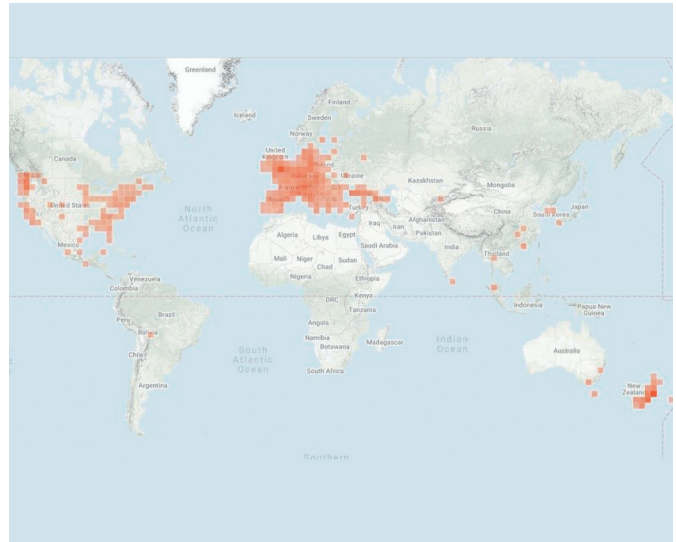 Greenland
Iceland
Finland
Sweden
Norway
Russia
Canada
United
Kingdom
Ukraine
Kazakhstan
Mongolia
United States
North
Atlantic
Ocean
Turkey
Afghanistan
China
South Korea
Japan
Iraq
Iran
Pakistan
Mexico
Algeria
Libya
Egypt
Saudi Arabia
India
Thailand
Mali
Niger
Chad
Sudan
Nigeria
Ethiopia
Venezuela
Colombia
DRC
Kenya
Tanzania
Indonesia
Papua New
Guinea
Peru
Brazil
Bolivia
Angola
Namibia
Botswana
Madagascar
Indian
Ocean
South
Atlantic
Ocean
Chile
South Africa
Australia
Argentina
New
Zealand
Southern